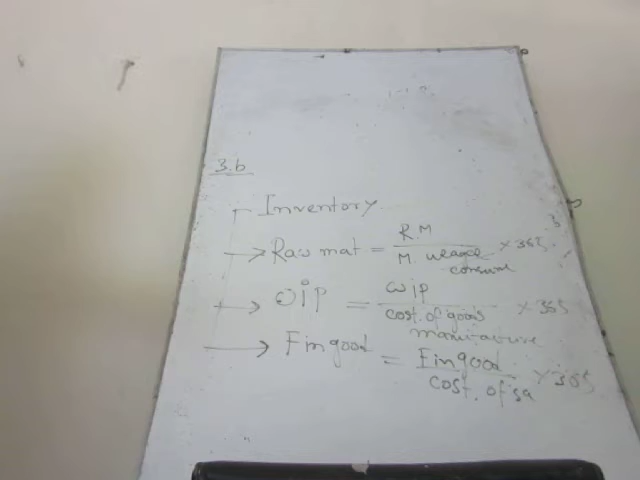 3.b
Inventory
→ Raw mat = R.M / M usage consum × 365
→ WIP = WIP / cost. of goods manufacture × 365
→ Fin good = Fin good / cost. of sa × 365